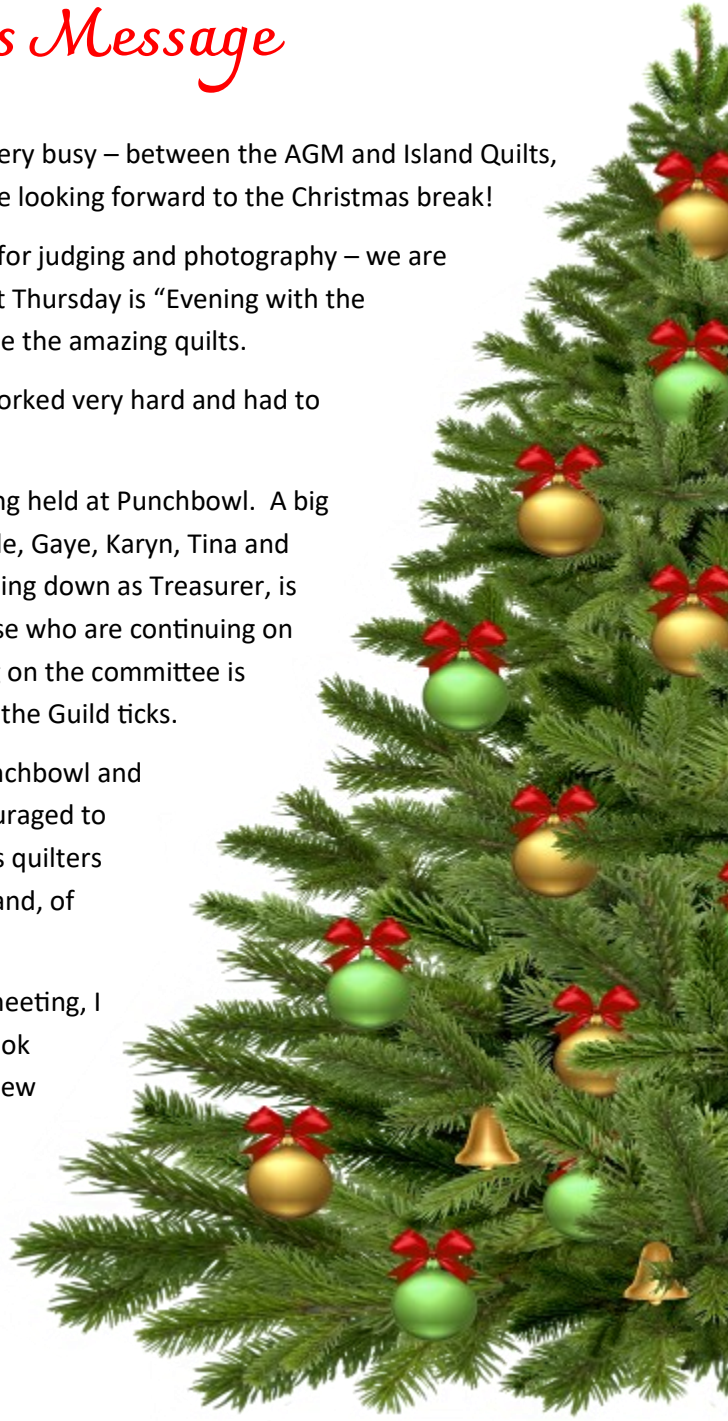 s Message
ery busy – between the AGM and Island Quilts,
e looking forward to the Christmas break!
for judging and photography – we are
t Thursday is “Evening with the
e the amazing quilts.
orked very hard and had to
ng held at Punchbowl.  A big
le, Gaye, Karyn, Tina and
ing down as Treasurer, is
se who are continuing on
g on the committee is
the Guild ticks.
nchbowl and
uraged to
s quilters
and, of
neeting, I
ok
ew